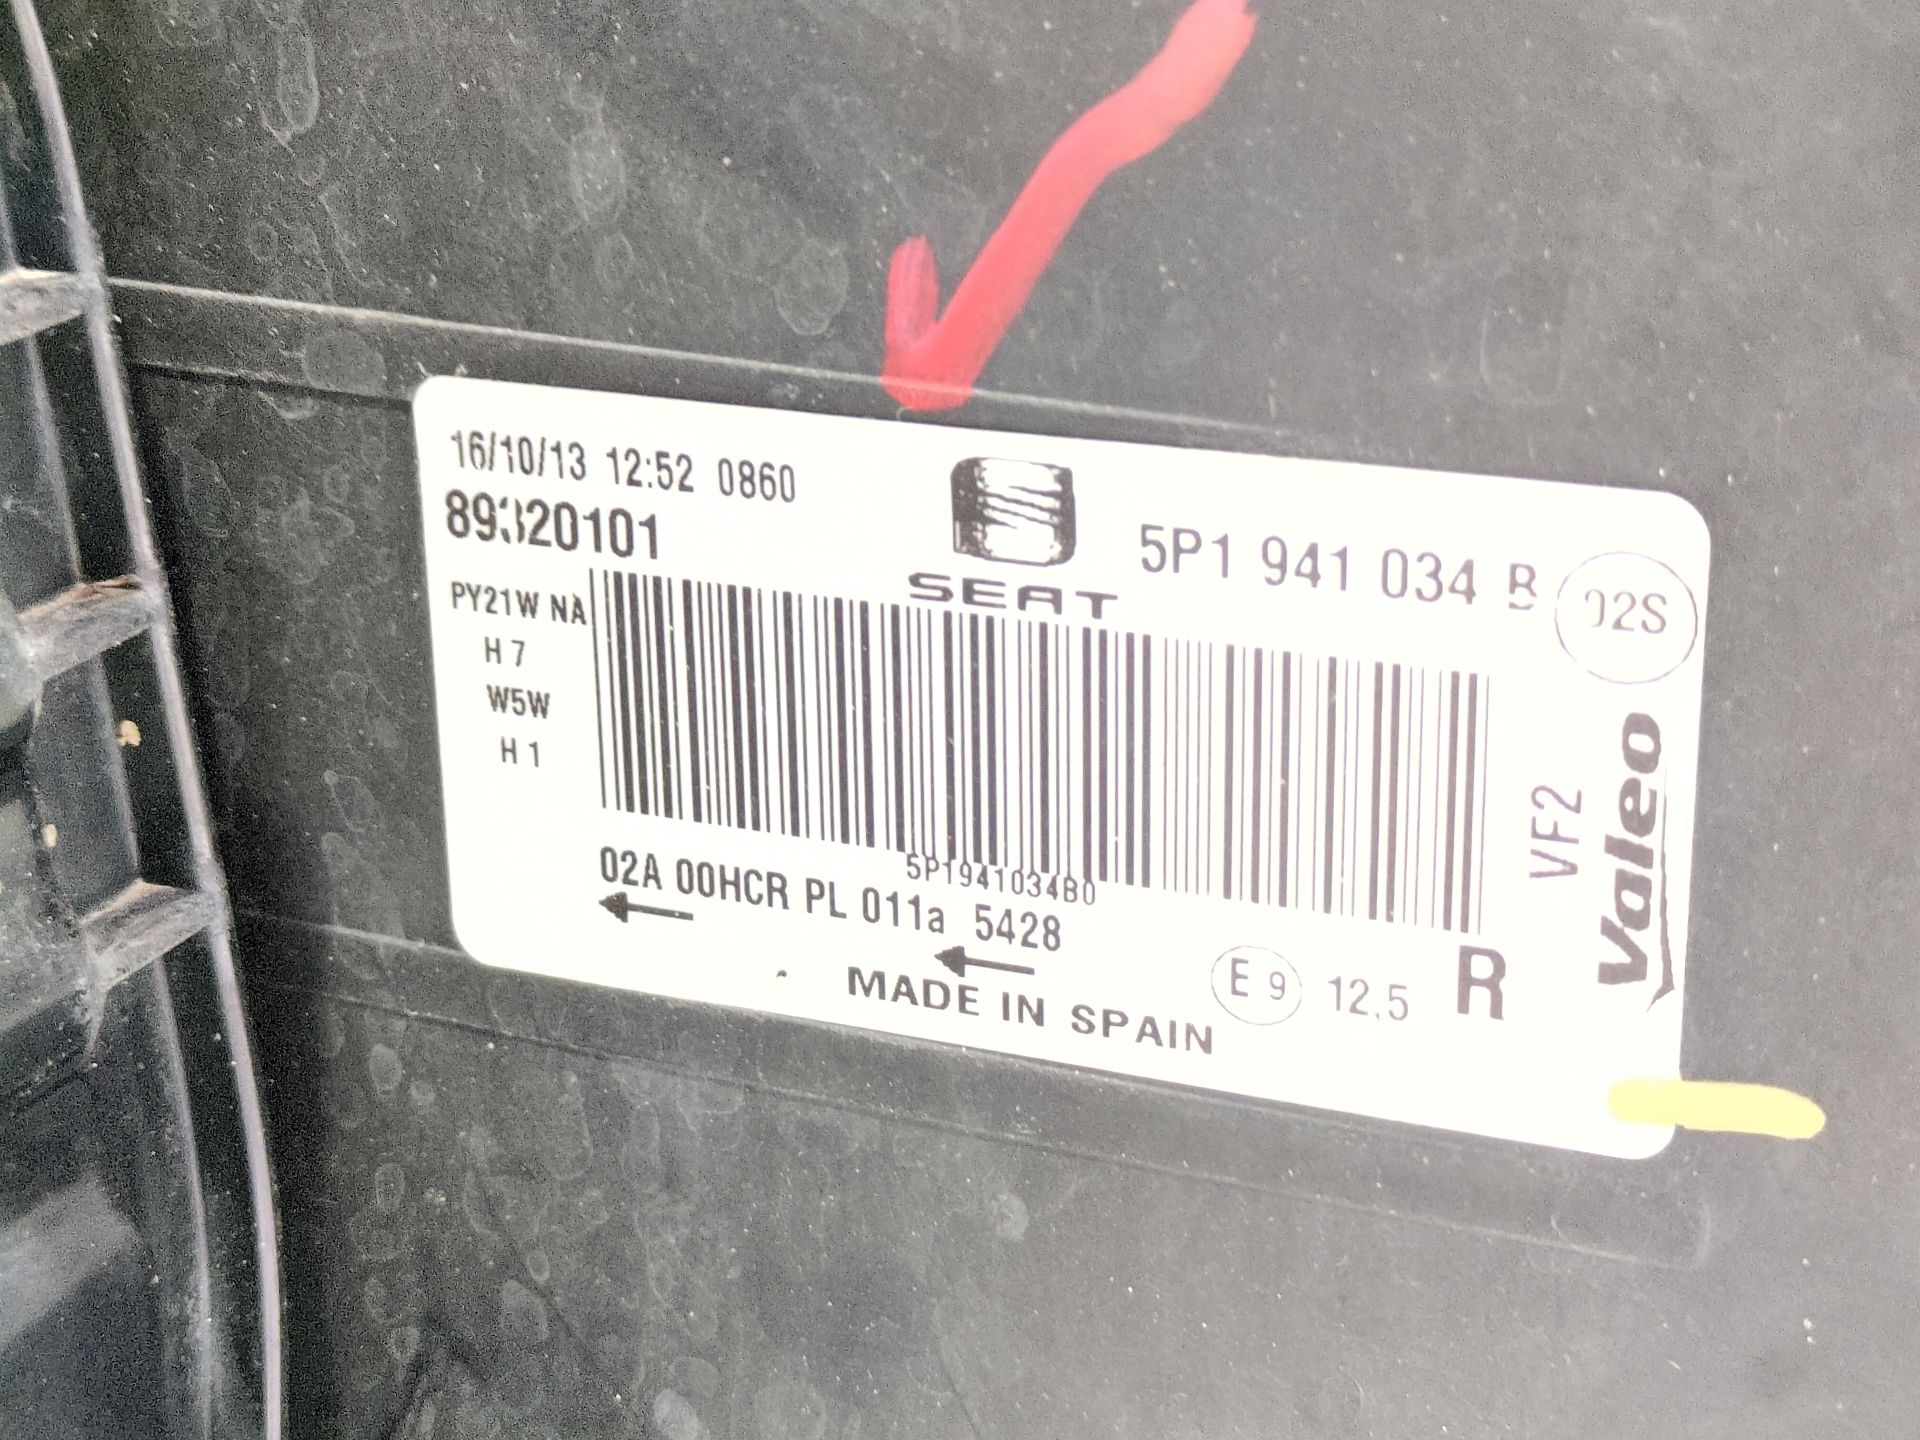 16/10/13 12:52 0860
89320101
SEAT
5P1 941 034 B
02S
PY21W NA
H 7
W5W
H 1
5P1941034B0
02A 00HCR PL 011a 5428
MADE IN SPAIN
E 9 12,5 R
VF2
Valeo